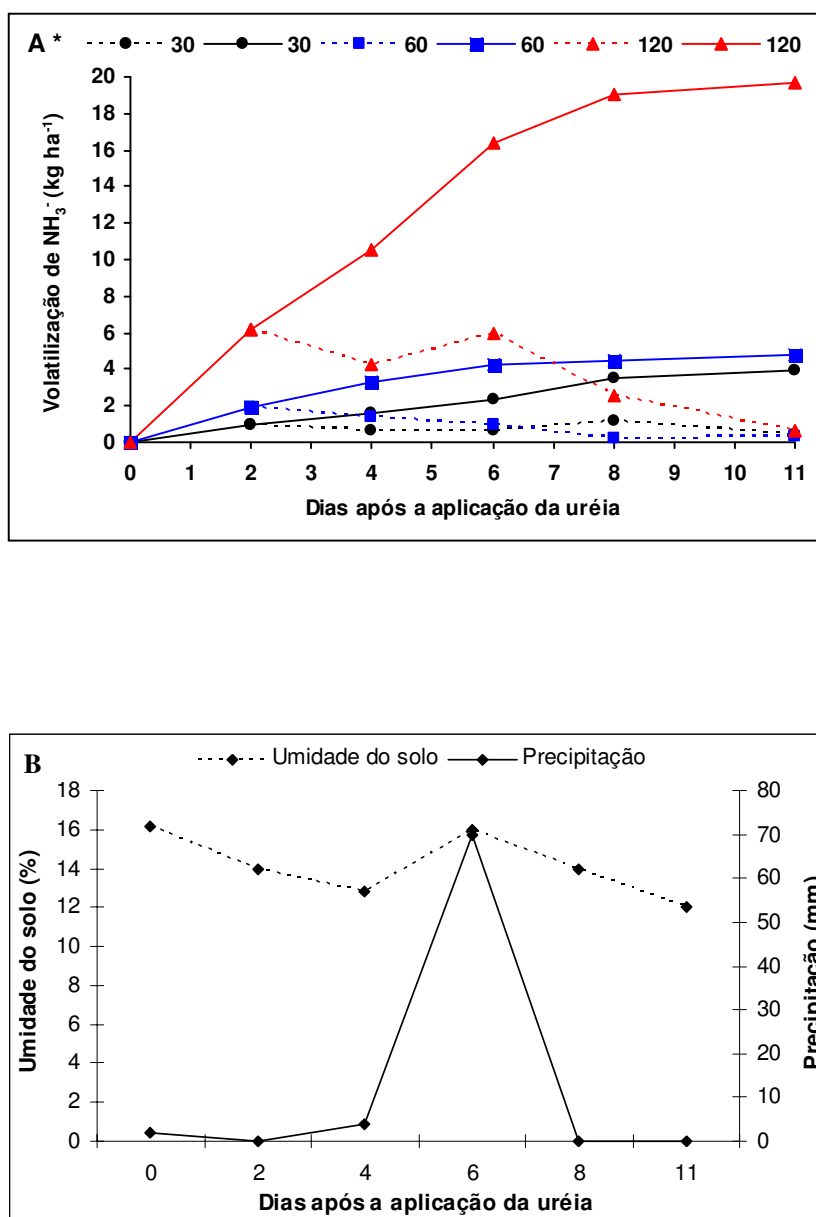 A * 30 30 60 60 120 120
20
18
16
14
12
10
8
6
4
2
0
Volatilização de NH₃⁻ (kg ha⁻¹)
0 1 2 3 4 5 6 7 8 9 10 11
Dias após a aplicação da uréia
B Umidade do solo Precipitação
18 80
16 70
14 60
12 50
10 40
8 30
6 20
4 10
2 0
0
Umidade do solo (%)
Precipitação (mm)
0 2 4 6 8 11
Dias após a aplicação da uréia